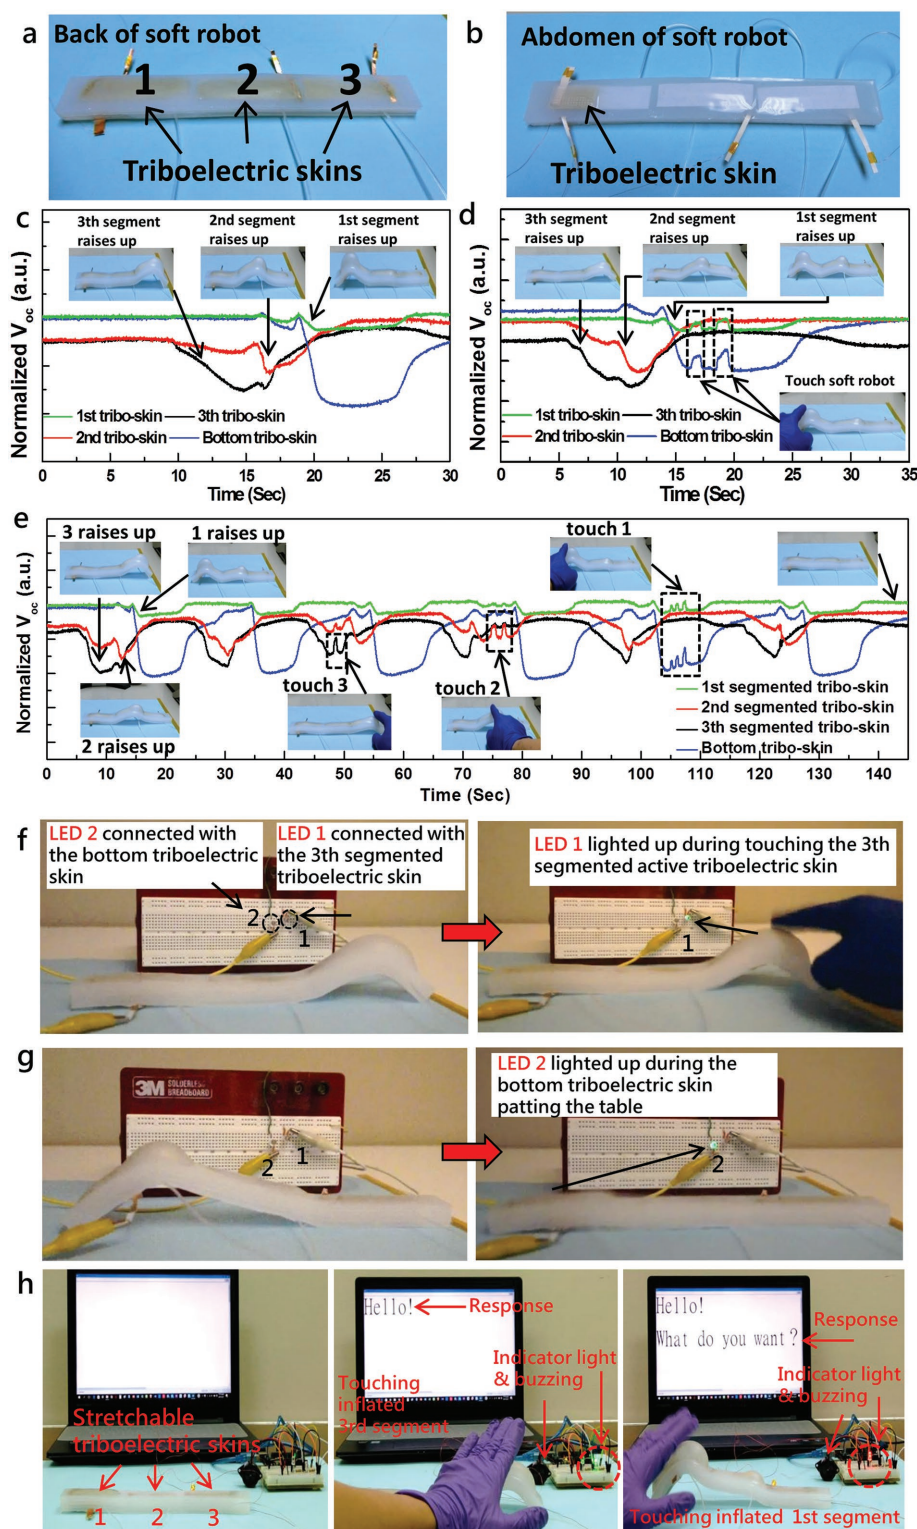 a Back of soft robot
1 2 3
Triboelectric skins
b Abdomen of soft robot
Triboelectric skin
c
3th segment
raises up
2nd segment
raises up
1st segment
raises up
Normalized Voc (a.u.)
1st tribo-skin
3th tribo-skin
2nd tribo-skin
Bottom tribo-skin
0 5 10 15 20 25 30
Time (Sec)
d
3th segment
raises up
2nd segment
raises up
1st segment
raises up
Normalized Voc (a.u.)
Touch soft robot
1st tribo-skin
3th tribo-skin
2nd tribo-skin
Bottom tribo-skin
0 5 10 15 20 25 30 35
Time (Sec)
e
3 raises up
1 raises up
touch 1
Normalized Voc (a.u.)
2 raises up
touch 3
touch 2
1st segmented tribo-skin
2nd segmented tribo-skin
3th segmented tribo-skin
Bottom tribo-skin
0 10 20 30 40 50 60 70 80 90 100 110 120 130 140
Time (Sec)
f
LED 2 connected with
the bottom triboelectric
skin
LED 1 connected with
the 3th segmented
triboelectric skin
2
1
LED 1 lighted up during touching the 3th
segmented active triboelectric skin
1
g
3M SOLDERLESS
BREADBOARD
1
2
LED 2 lighted up during the
bottom triboelectric skin
patting the table
2
h
Stretchable
triboelectric skins
1 2 3
Hello!
Response
Touching
inflated
3rd segment
Indicator light
& buzzing
Hello!
What do you want?
Response
Indicator light
& buzzing
Touching inflated 1st segment